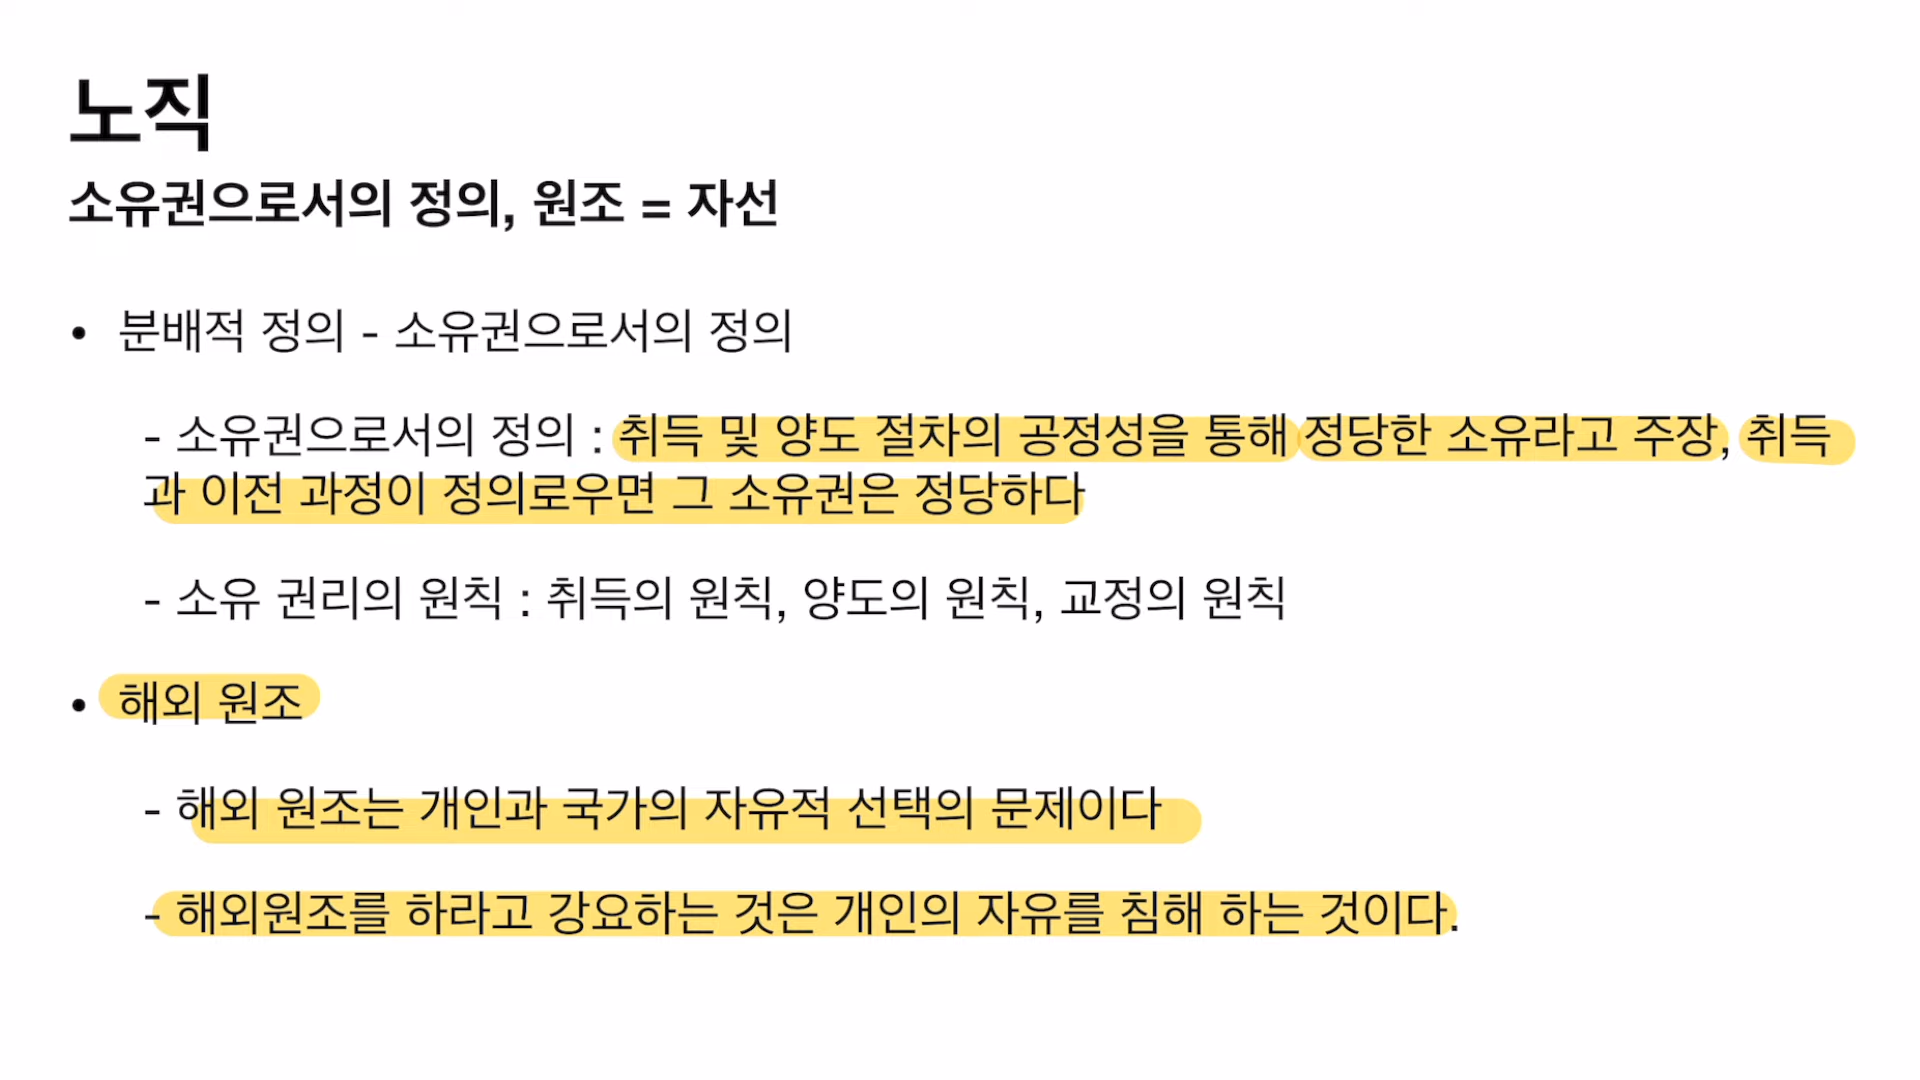 노직
소유권으로서의 정의, 원조 = 자선
• 분배적 정의 - 소유권으로서의 정의
- 소유권으로서의 정의 : 취득 및 양도 절차의 공정성을 통해 정당한 소유라고 주장, 취득
과 이전 과정이 정의로우면 그 소유권은 정당하다
- 소유 권리의 원칙 : 취득의 원칙, 양도의 원칙, 교정의 원칙
• 해외 원조
- 해외 원조는 개인과 국가의 자유적 선택의 문제이다
- 해외원조를 하라고 강요하는 것은 개인의 자유를 침해 하는 것이다.